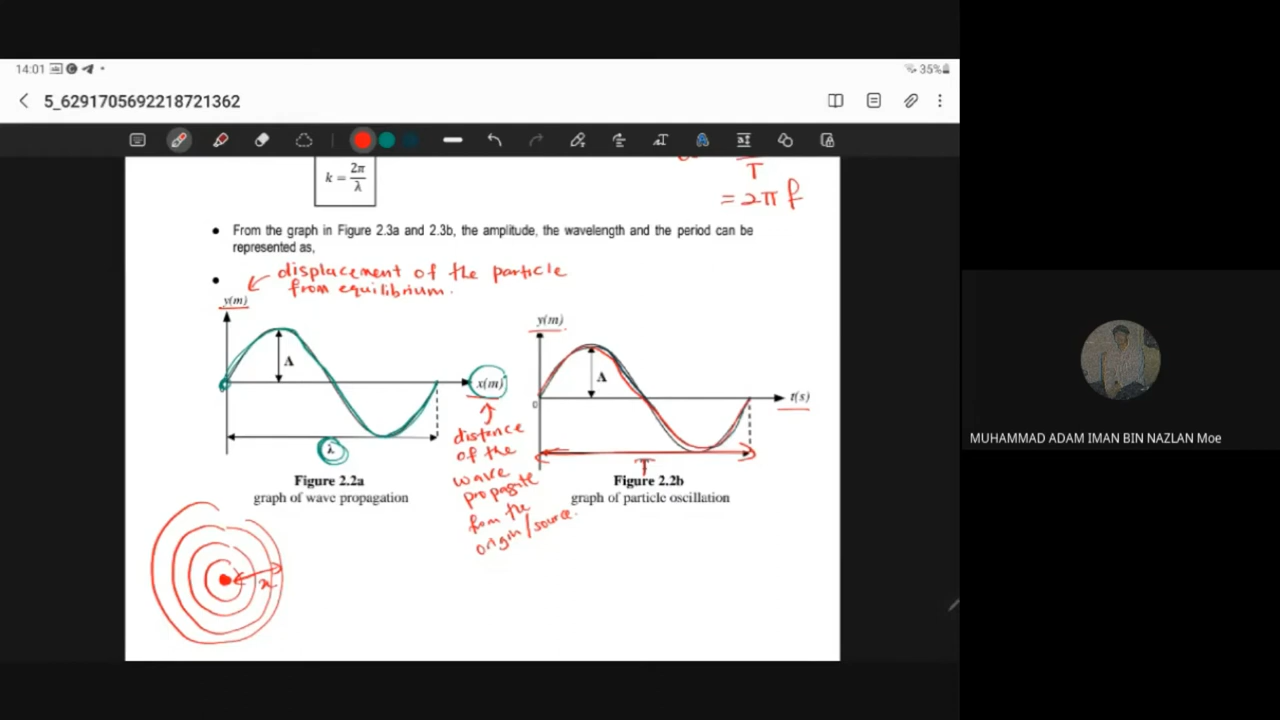 14:01
35%
5_6291705692218721362
k = 2π/λ
T
= 2π f
From the graph in Figure 2.3a and 2.3b, the amplitude, the wavelength and the period can be
represented as,
displacement of the particle
from equilibrium.
y(m)
A
x(m)
λ
distance
of the
wave
propagate
from the
origin/source.
Figure 2.2a
graph of wave propagation
y(m)
A
0
t(s)
T
Figure 2.2b
graph of particle oscillation
x
MUHAMMAD ADAM IMAN BIN NAZLAN Moe